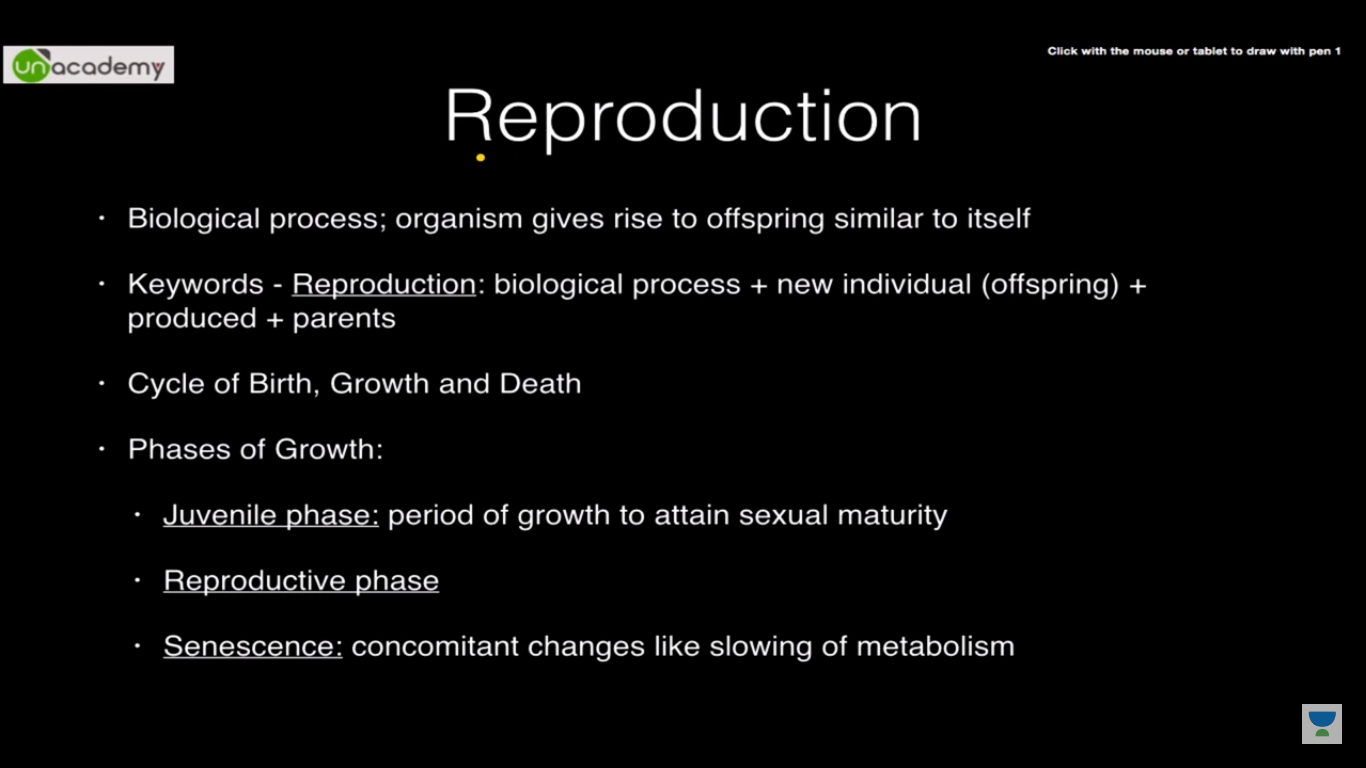 unacademy
Click with the mouse or tablet to draw with pen 1
Reproduction
• Biological process; organism gives rise to offspring similar to itself
• Keywords - Reproduction: biological process + new individual (offspring) +
produced + parents
• Cycle of Birth, Growth and Death
• Phases of Growth:
• Juvenile phase: period of growth to attain sexual maturity
• Reproductive phase
• Senescence: concomitant changes like slowing of metabolism